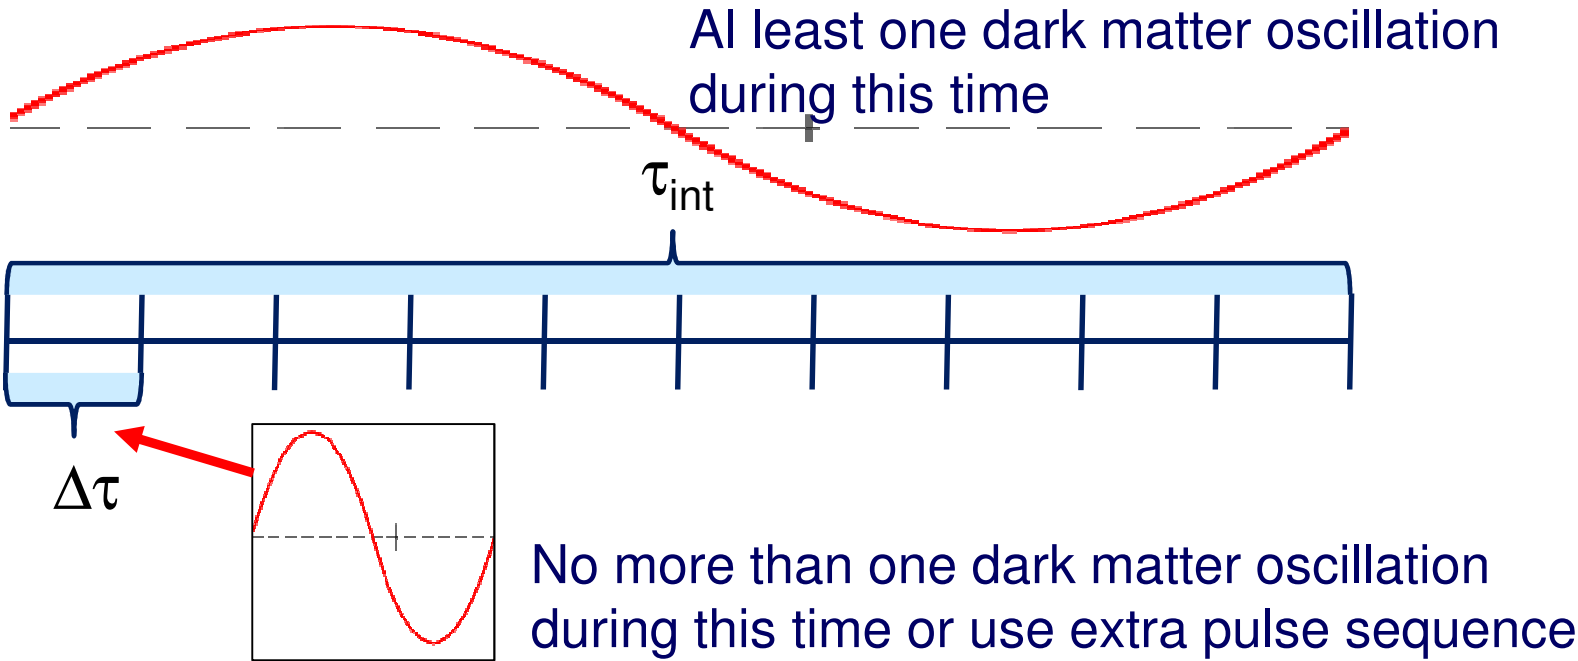 Al least one dark matter oscillation
during this time
τint
Δτ
No more than one dark matter oscillation
during this time or use extra pulse sequence